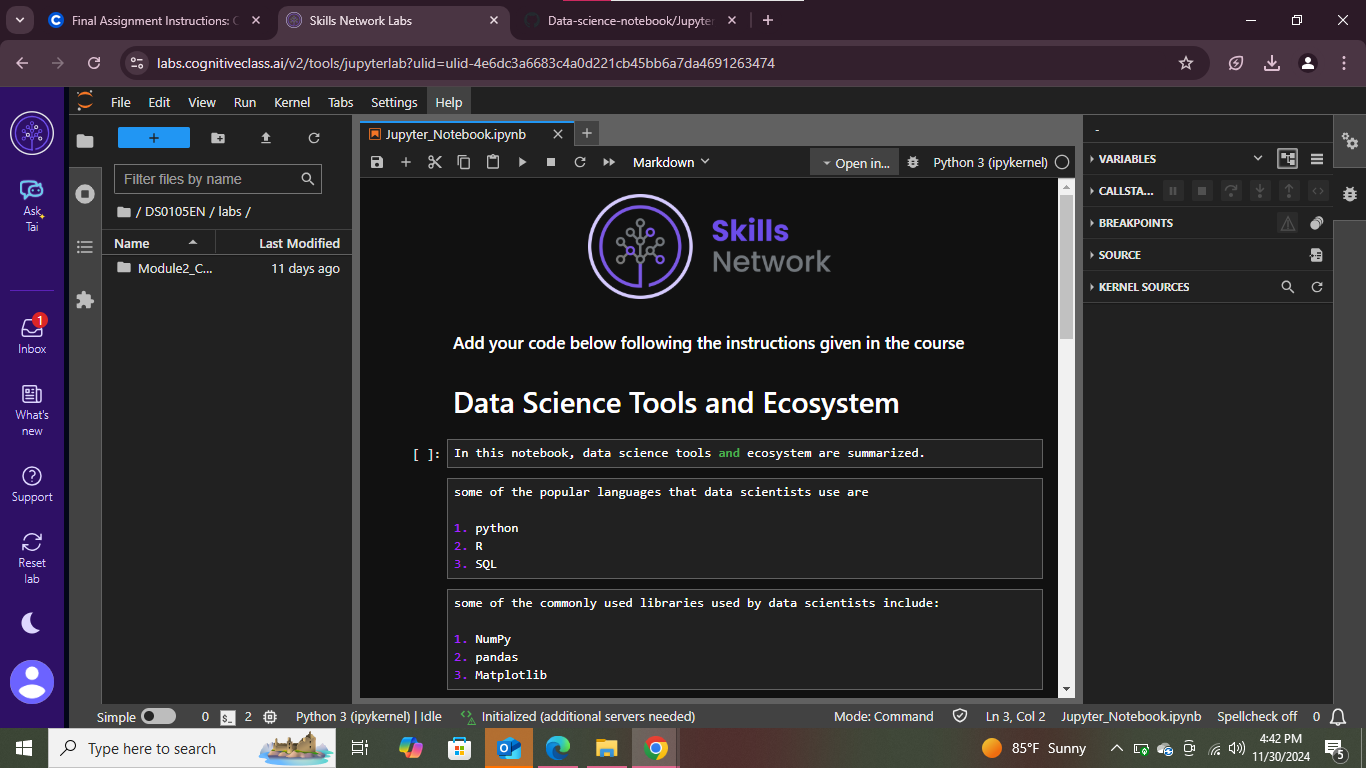 Final Assignment Instructions: C
Skills Network Labs
Data-science-notebook/Jupyter
labs.cognitiveclass.ai/v2/tools/jupyterlab?ulid=ulid-4e6dc3a6683c4a0d221cb45bb6a7da4691263474
File Edit View Run Kernel Tabs Settings Help
Ask
Tai
1
Inbox
What's
new
Support
Reset
lab
Filter files by name
/ DS0105EN / labs /
Name Last Modified
Module2_C... 11 days ago
Jupyter_Notebook.ipynb
Markdown Open in... Python 3 (ipykernel)
Skills
Network
Add your code below following the instructions given in the course
Data Science Tools and Ecosystem
[ ]: In this notebook, data science tools and ecosystem are summarized.
some of the popular languages that data scientists use are
1. python
2. R
3. SQL
some of the commonly used libraries used by data scientists include:
1. NumPy
2. pandas
3. Matplotlib
-
VARIABLES
CALLSTA...
BREAKPOINTS
SOURCE
KERNEL SOURCES
Simple 0 $_ 2 Python 3 (ipykernel) | Idle Initialized (additional servers needed) Mode: Command Ln 3, Col 2 Jupyter_Notebook.ipynb Spellcheck off 0
Type here to search
85°F Sunny
4:42 PM
11/30/2024
5